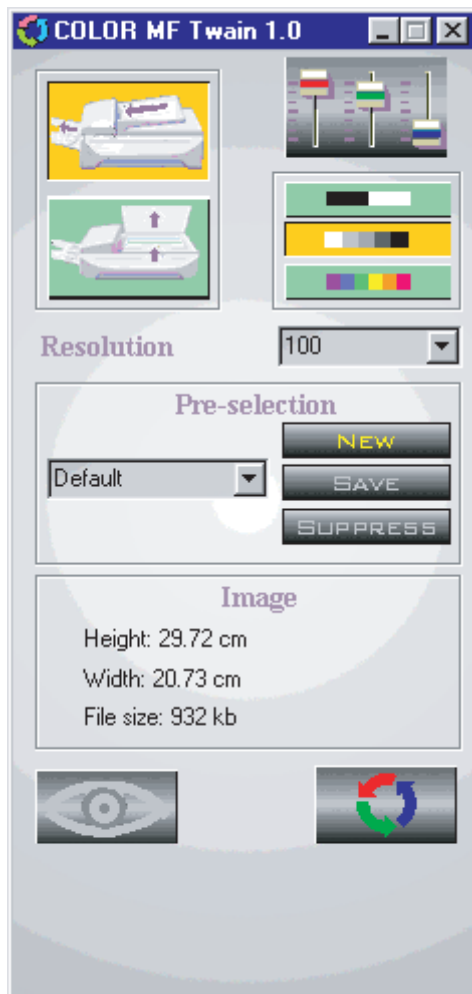 COLOR MF Twain 1.0
Resolution
100
Pre-selection
NEW
Default
SAVE
SUPPRESS
Image
Height: 29.72 cm
Width: 20.73 cm
File size: 932 kb